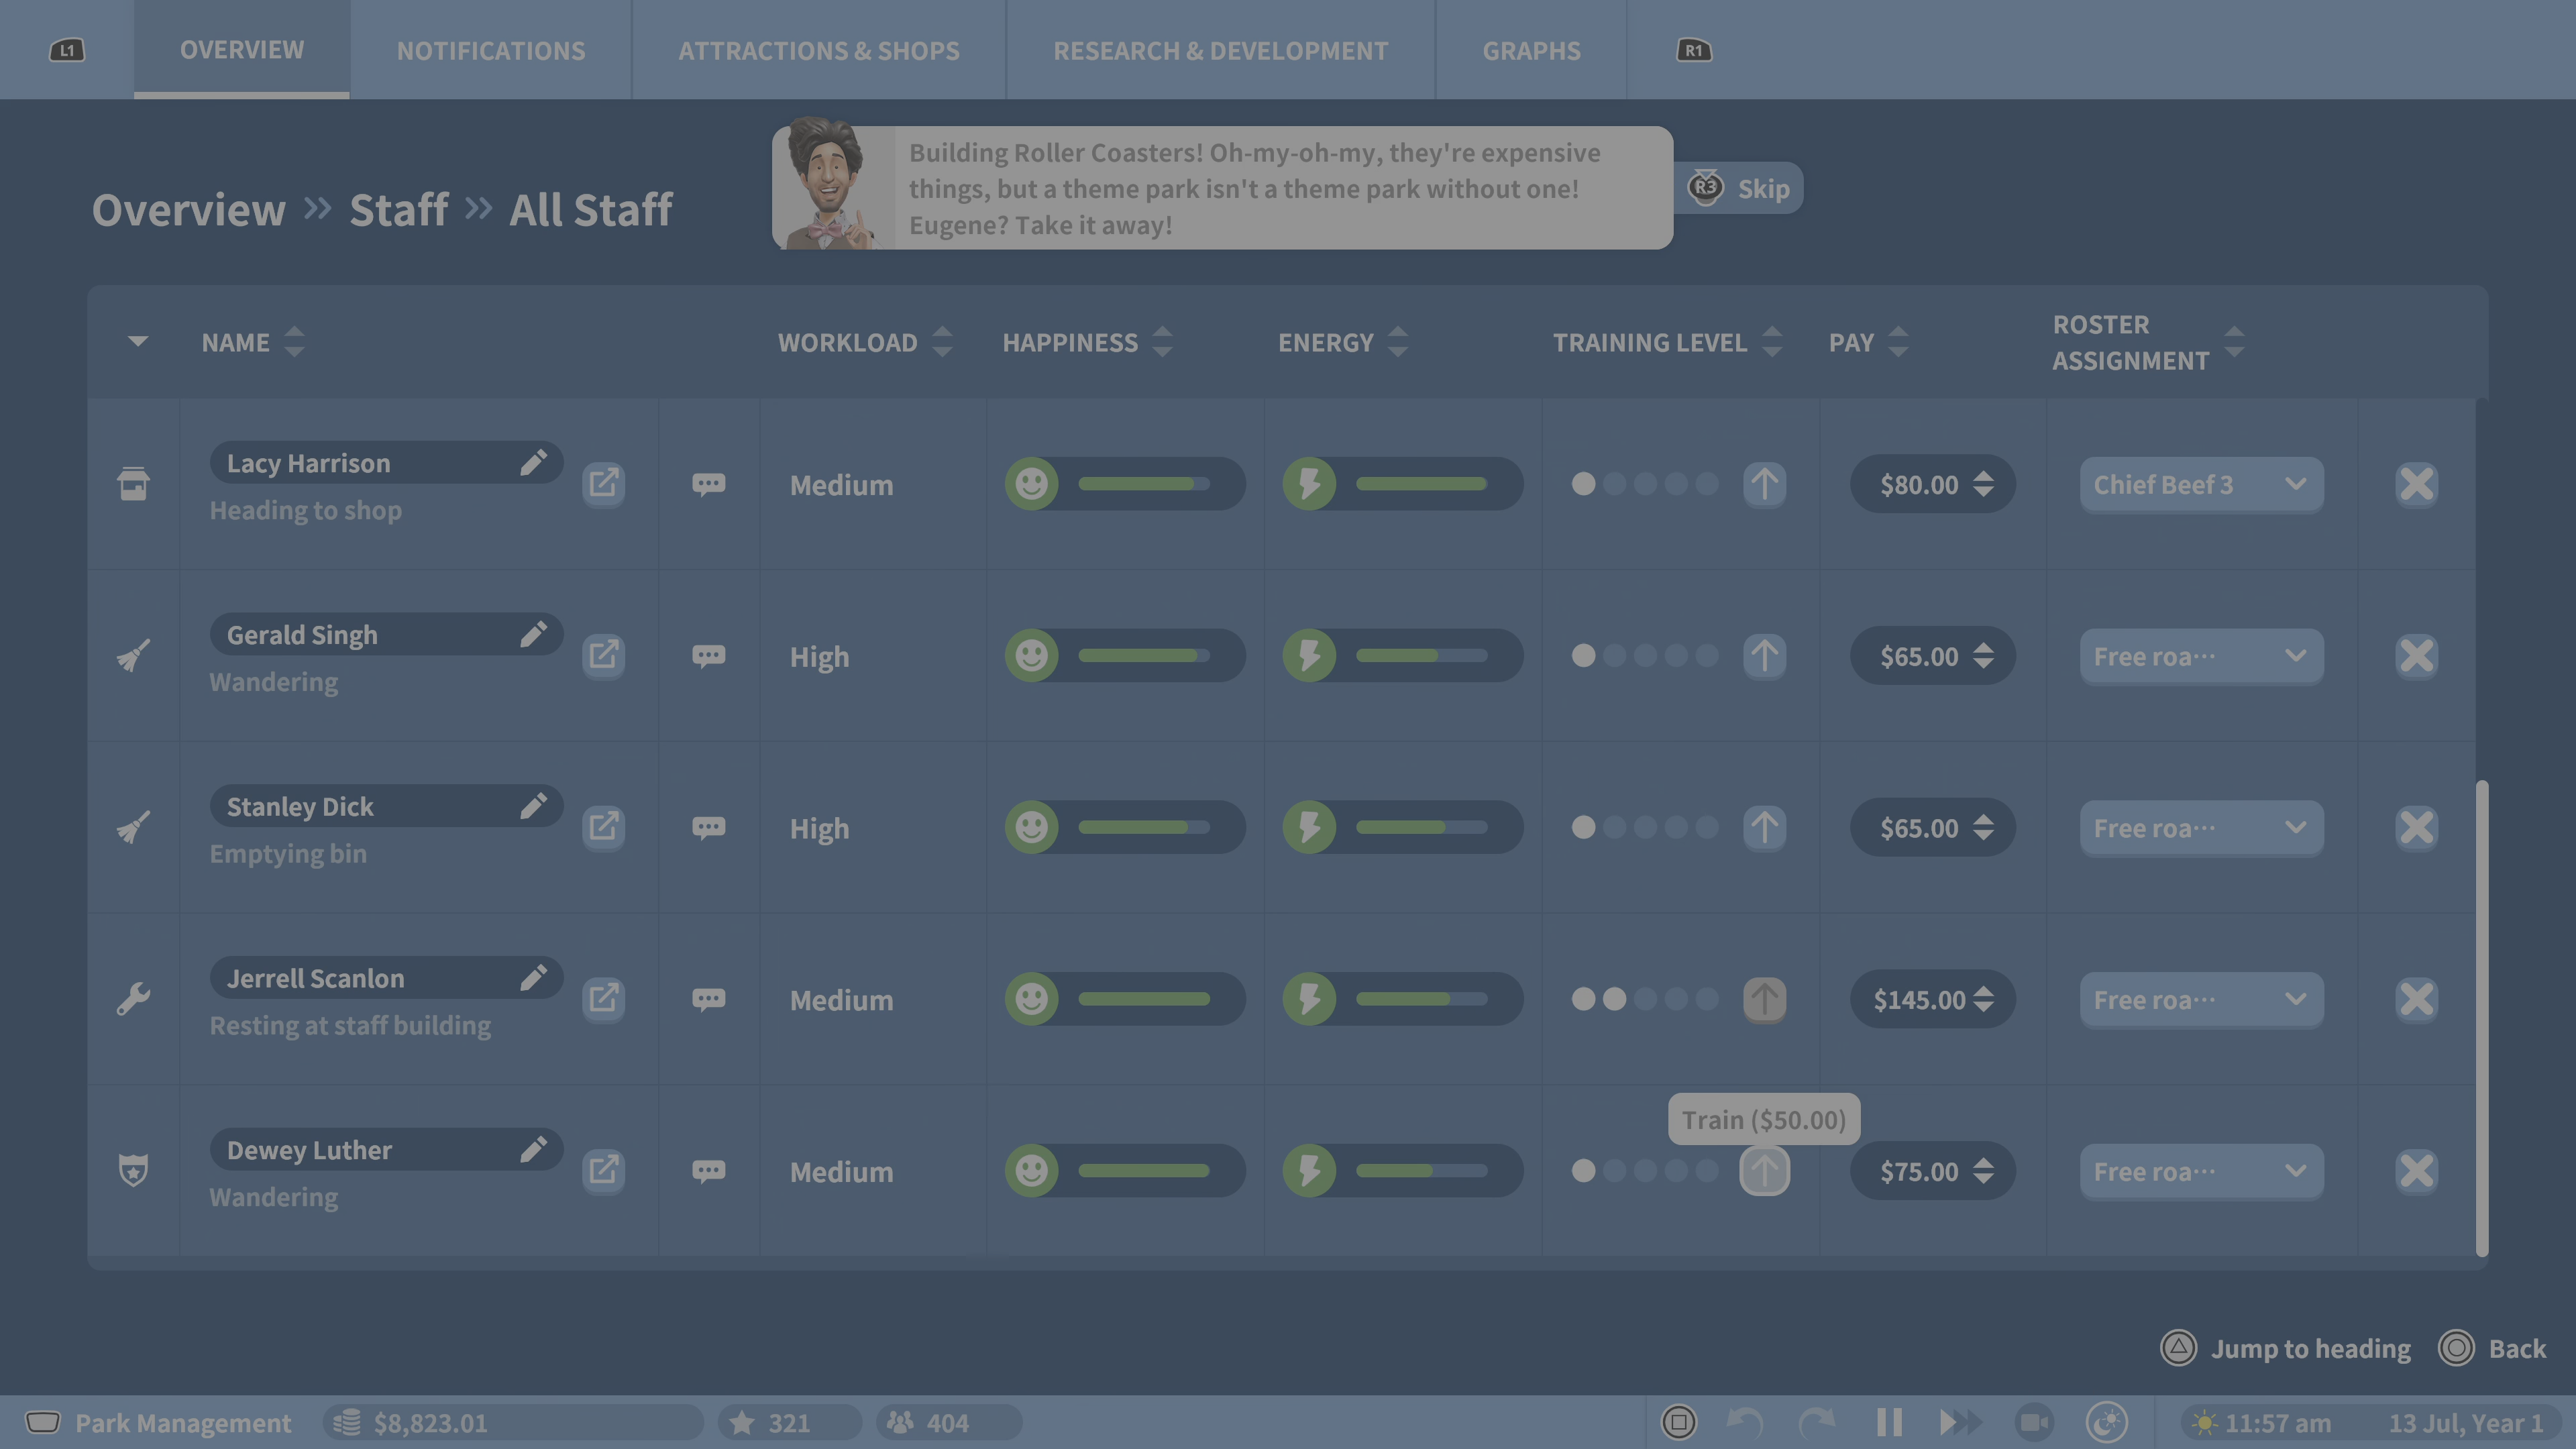 L1 OVERVIEW NOTIFICATIONS ATTRACTIONS & SHOPS RESEARCH & DEVELOPMENT GRAPHS R1
Building Roller Coasters! Oh-my-oh-my, they're expensive
things, but a theme park isn't a theme park without one!
Eugene? Take it away!
R3 Skip
Overview » Staff » All Staff
NAME WORKLOAD HAPPINESS ENERGY TRAINING LEVEL PAY ROSTER
ASSIGNMENT
Lacy Harrison
Heading to shop
Medium $80.00 Chief Beef 3
Gerald Singh
Wandering
High $65.00 Free roa…
Stanley Dick
Emptying bin
High $65.00 Free roa…
Jerrell Scanlon
Resting at staff building
Medium $145.00 Free roa…
Train ($50.00)
Dewey Luther
Wandering
Medium $75.00 Free roa…
Jump to heading Back
Park Management $8,823.01 321 404 11:57 am 13 Jul, Year 1